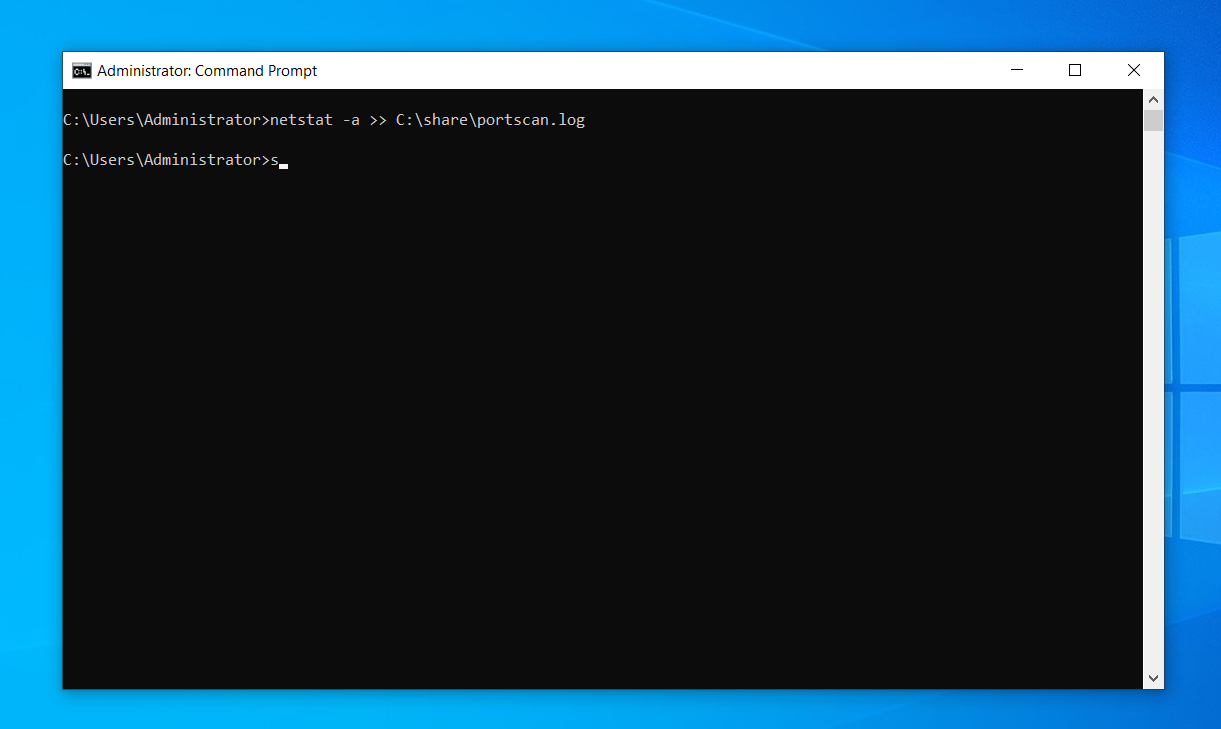 Administrator: Command Prompt
C:\Users\Administrator>netstat -a >> C:\share\portscan.log
C:\Users\Administrator>s